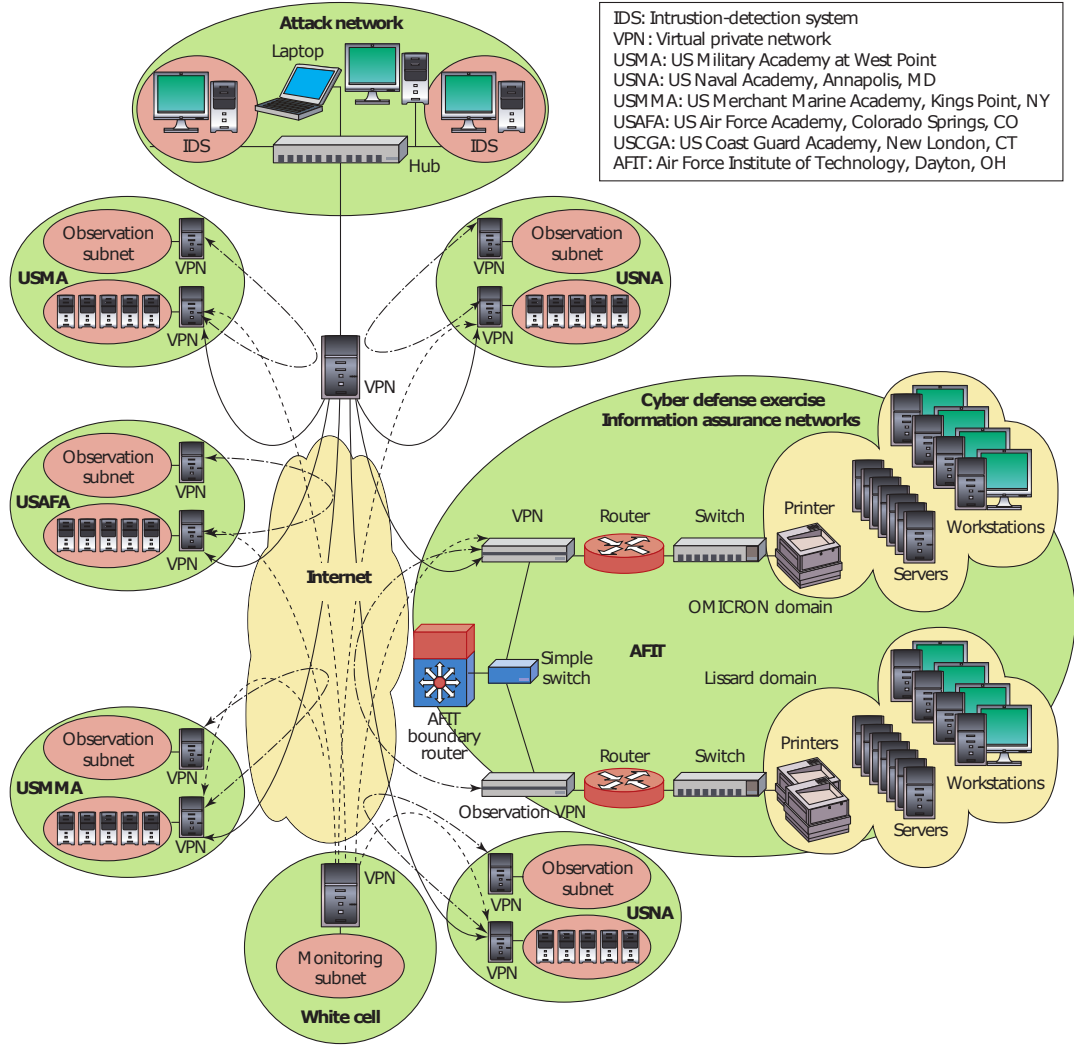 Attack network
Laptop
IDS
IDS
Hub
IDS: Intrustion-detection system
VPN: Virtual private network
USMA: US Military Academy at West Point
USNA: US Naval Academy, Annapolis, MD
USMMA: US Merchant Marine Academy, Kings Point, NY
USAFA: US Air Force Academy, Colorado Springs, CO
USCGA: US Coast Guard Academy, New London, CT
AFIT: Air Force Institute of Technology, Dayton, OH
Observation
subnet
VPN
USMA
VPN
Observation
subnet
VPN
USNA
VPN
VPN
Observation
subnet
VPN
USAFA
VPN
Internet
Cyber defense exercise
Information assurance networks
VPN
Router
Switch
Printer
Workstations
Servers
OMICRON domain
AFIT
Simple
switch
AFIT
boundary
router
Lissard domain
Router
Switch
Printers
Workstations
Servers
Observation VPN
Observation
subnet
VPN
USMMA
VPN
VPN
Monitoring
subnet
White cell
Observation
subnet
VPN
USNA
VPN